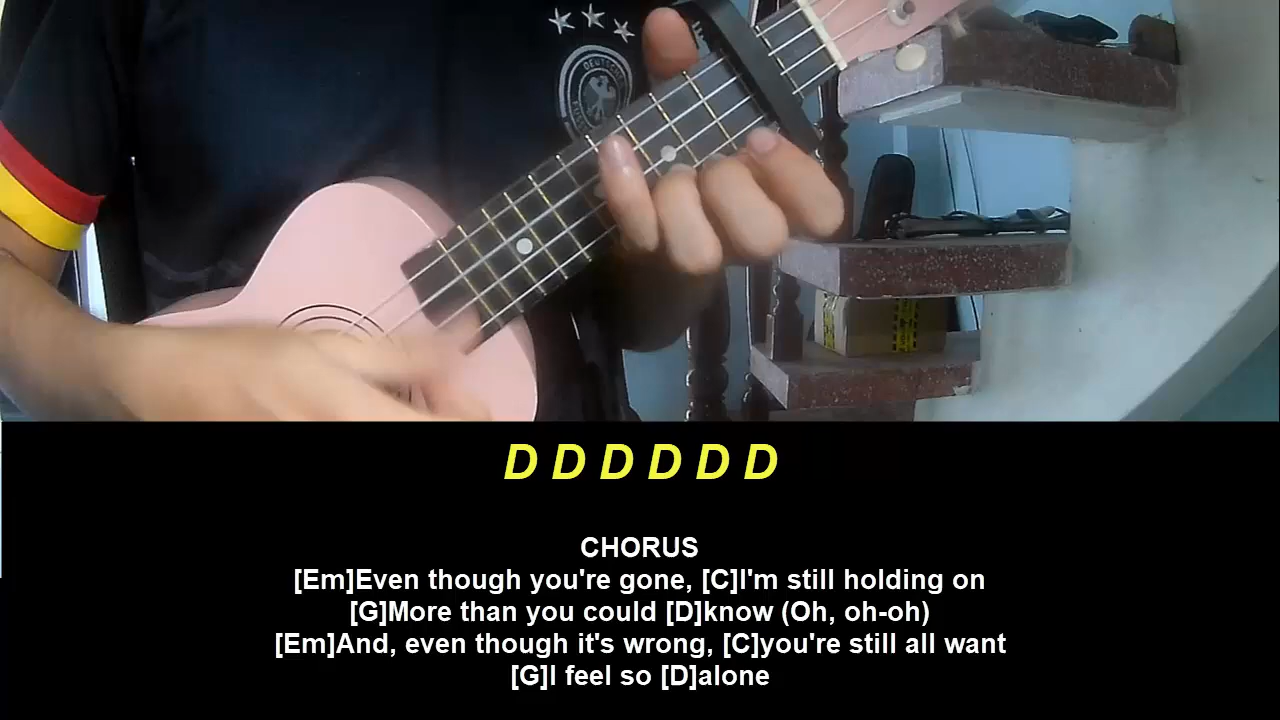 DEUTSCHER
D D D D D D
CHORUS
[Em]Even though you're gone, [C]I'm still holding on
[G]More than you could [D]know (Oh, oh-oh)
[Em]And, even though it's wrong, [C]you're still all want
[G]I feel so [D]alone